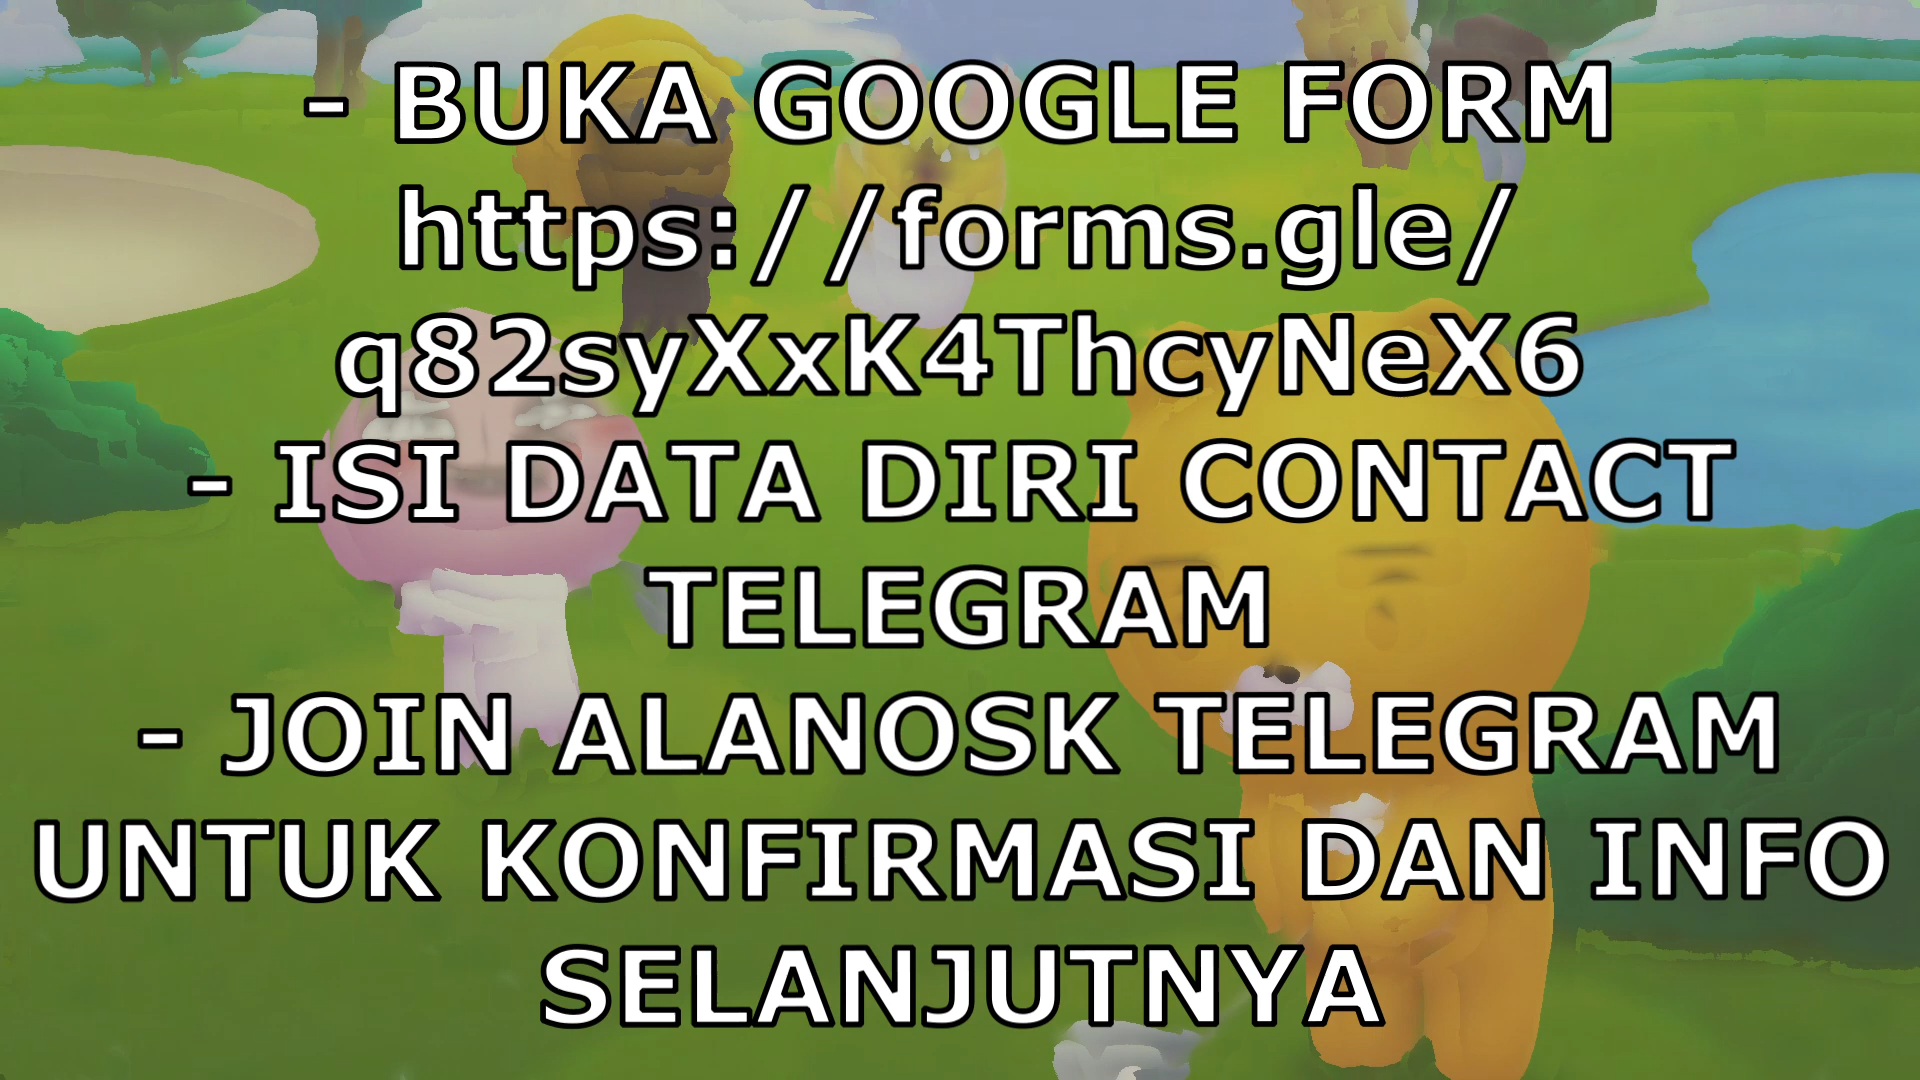 - BUKA GOOGLE FORM
https://forms.gle/
q82syXxK4ThcyNeX6
- ISI DATA DIRI CONTACT
TELEGRAM
- JOIN ALANOSK TELEGRAM
UNTUK KONFIRMASI DAN INFO
SELANJUTNYA